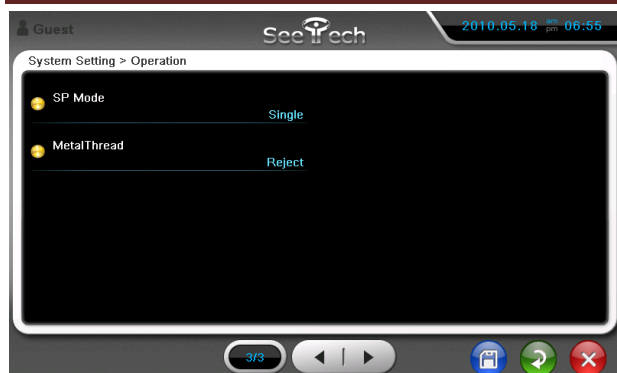 Guest
SeeTech
2010.05.18 am pm 06:55
System Setting > Operation
SP Mode
Single
MetalThread
Reject
3/3